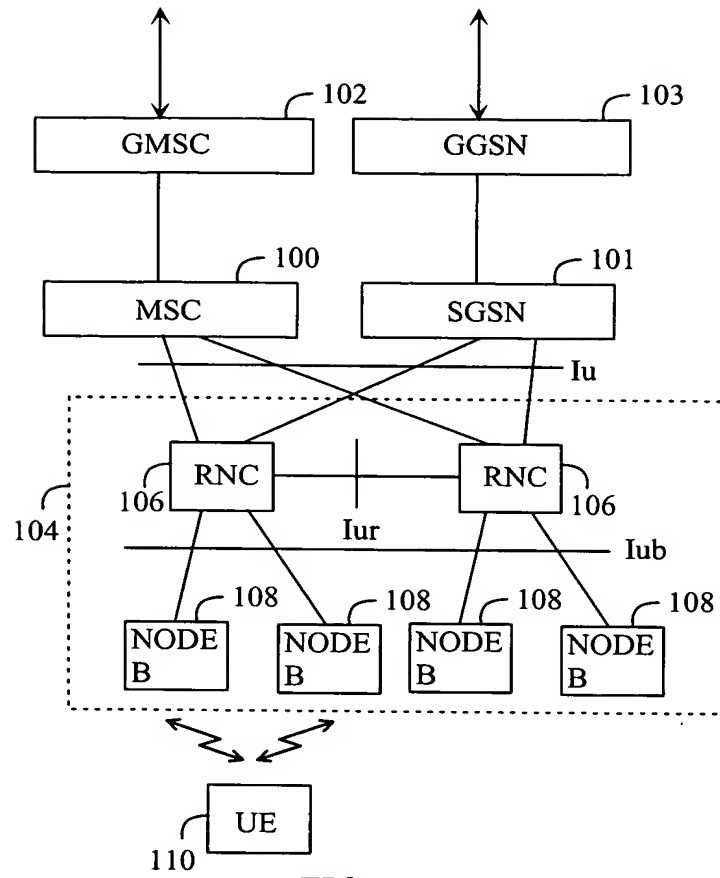 102
103
GMSC
GGSN
100
101
MSC
SGSN
Iu
RNC
RNC
106
106
104
Iur
Iub
108
108
108
108
NODE
B
NODE
B
NODE
B
NODE
B
UE
110